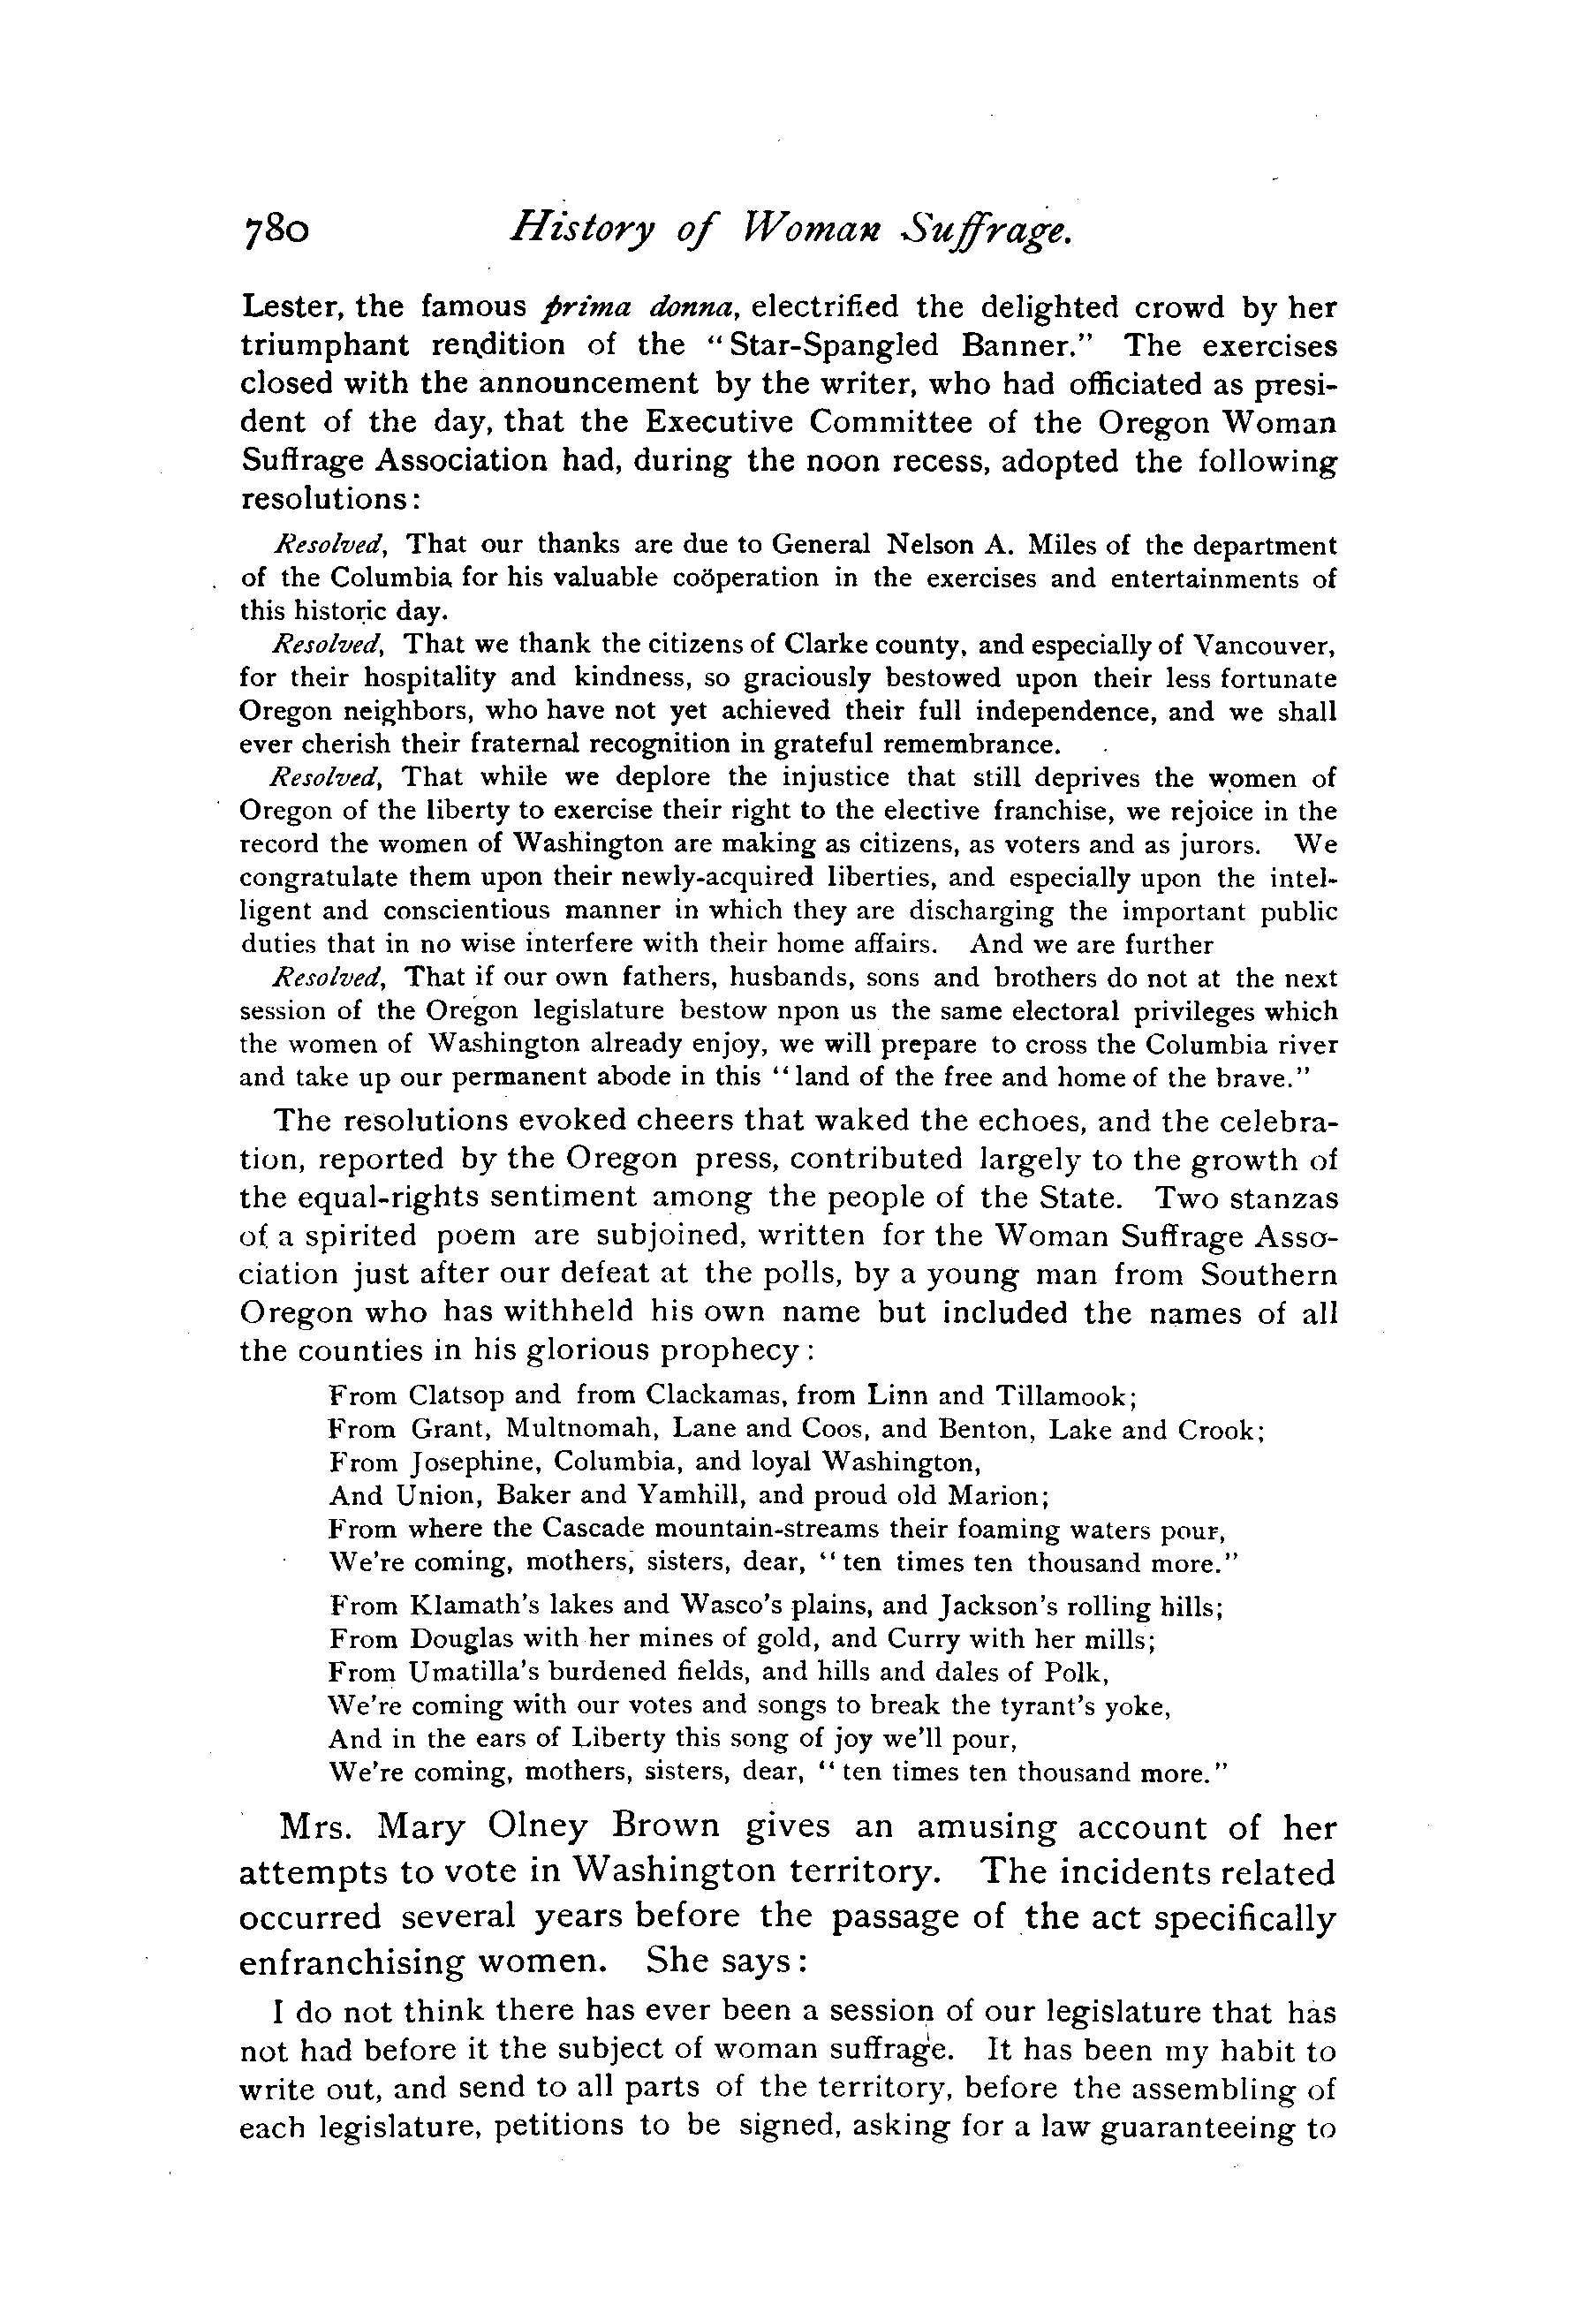 780 History of Woman Suffrage.
Lester, the famous prima donna, electrified the delighted crowd by her
triumphant rendition of the "Star-Spangled Banner." The exercises
closed with the announcement by the writer, who had officiated as presi-
dent of the day, that the Executive Committee of the Oregon Woman
Suffrage Association had, during the noon recess, adopted the following
resolutions:
Resolved, That our thanks are due to General Nelson A. Miles of the department
of the Columbia for his valuable coöperation in the exercises and entertainments of
this historic day.
Resolved, That we thank the citizens of Clarke county, and especially of Vancouver,
for their hospitality and kindness, so graciously bestowed upon their less fortunate
Oregon neighbors, who have not yet achieved their full independence, and we shall
ever cherish their fraternal recognition in grateful remembrance.
Resolved, That while we deplore the injustice that still deprives the women of
Oregon of the liberty to exercise their right to the elective franchise, we rejoice in the
record the women of Washington are making as citizens, as voters and as jurors. We
congratulate them upon their newly-acquired liberties, and especially upon the intel-
ligent and conscientious manner in which they are discharging the important public
duties that in no wise interfere with their home affairs. And we are further
Resolved, That if our own fathers, husbands, sons and brothers do not at the next
session of the Oregon legislature bestow npon us the same electoral privileges which
the women of Washington already enjoy, we will prepare to cross the Columbia river
and take up our permanent abode in this "land of the free and home of the brave."
The resolutions evoked cheers that waked the echoes, and the celebra-
tion, reported by the Oregon press, contributed largely to the growth of
the equal-rights sentiment among the people of the State. Two stanzas
of a spirited poem are subjoined, written for the Woman Suffrage Asso-
ciation just after our defeat at the polls, by a young man from Southern
Oregon who has withheld his own name but included the names of all
the counties in his glorious prophecy:
From Clatsop and from Clackamas, from Linn and Tillamook;
From Grant, Multnomah, Lane and Coos, and Benton, Lake and Crook;
From Josephine, Columbia, and loyal Washington,
And Union, Baker and Yamhill, and proud old Marion;
From where the Cascade mountain-streams their foaming waters pour,
We're coming, mothers, sisters, dear, "ten times ten thousand more."
From Klamath's lakes and Wasco's plains, and Jackson's rolling hills;
From Douglas with her mines of gold, and Curry with her mills;
From Umatilla's burdened fields, and hills and dales of Polk,
We're coming with our votes and songs to break the tyrant's yoke,
And in the ears of Liberty this song of joy we'll pour,
We're coming, mothers, sisters, dear, "ten times ten thousand more."
Mrs. Mary Olney Brown gives an amusing account of her
attempts to vote in Washington territory. The incidents related
occurred several years before the passage of the act specifically
enfranchising women. She says:
I do not think there has ever been a session of our legislature that has
not had before it the subject of woman suffrage. It has been my habit to
write out, and send to all parts of the territory, before the assembling of
each legislature, petitions to be signed, asking for a law guaranteeing to